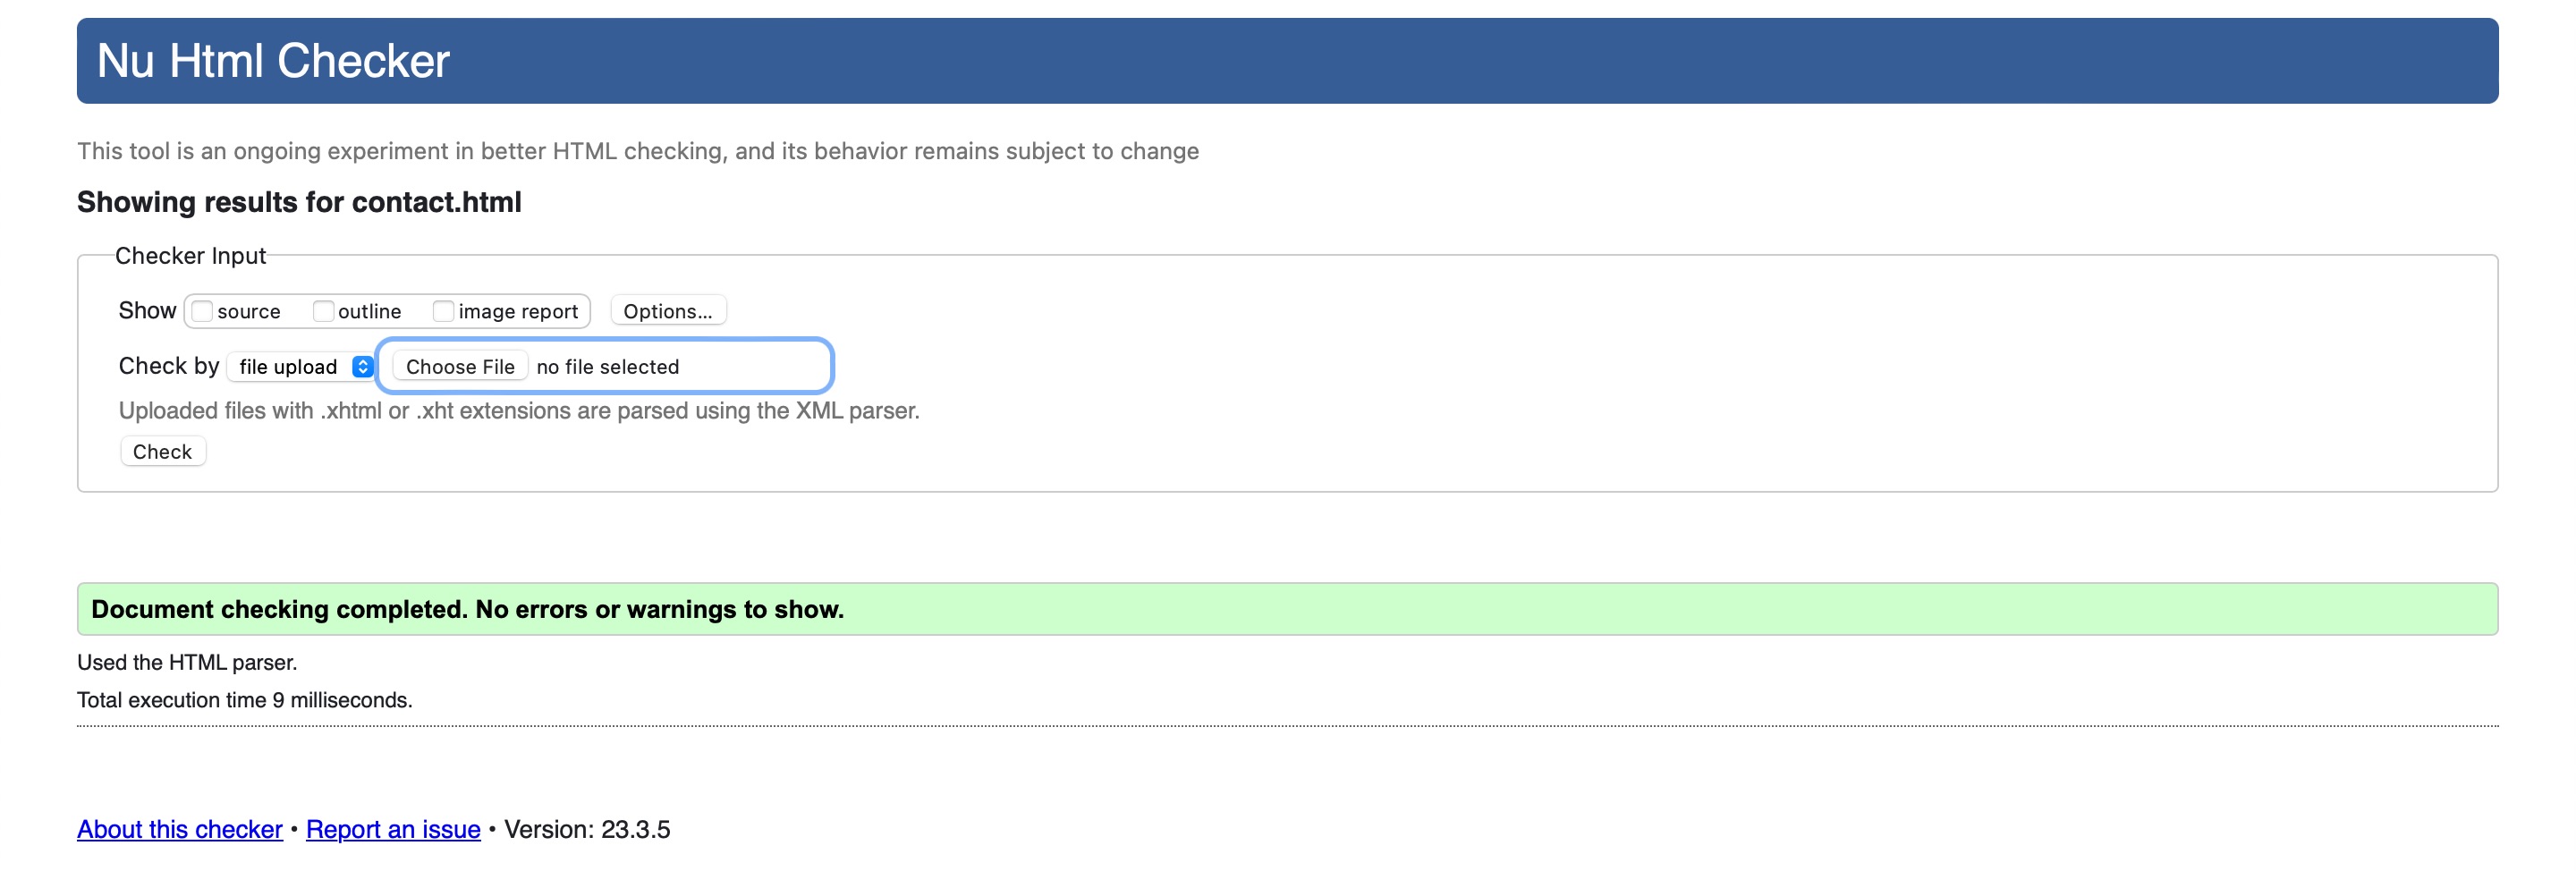 Nu Html Checker
This tool is an ongoing experiment in better HTML checking, and its behavior remains subject to change
Showing results for contact.html
Checker Input
Show source outline image report Options...
Check by file upload Choose File no file selected
Uploaded files with .xhtml or .xht extensions are parsed using the XML parser.
Check
Document checking completed. No errors or warnings to show.
Used the HTML parser.
Total execution time 9 milliseconds.
About this checker • Report an issue • Version: 23.3.5